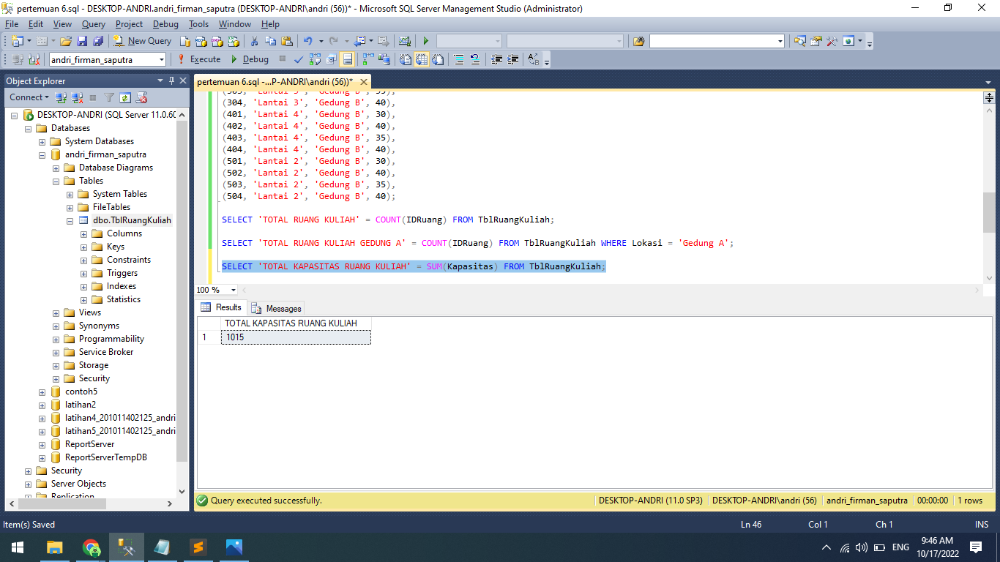 pertemuan 6.sql - DESKTOP-ANDRI.andri_firman_saputra (DESKTOP-ANDRI\andri (56))* - Microsoft SQL Server Management Studio (Administrator)
File Edit View Query Project Debug Tools Window Help
New Query
andri_firman_saputra Execute Debug
Object Explorer
Connect
DESKTOP-ANDRI (SQL Server 11.0.60
Databases
System Databases
andri_firman_saputra
Database Diagrams
Tables
System Tables
FileTables
dbo.TblRuangKuliah
Columns
Keys
Constraints
Triggers
Indexes
Statistics
Views
Synonyms
Programmability
Service Broker
Storage
Security
contoh5
latihan2
latihan4_201011402125_andri
latihan5_201011402125_andri
ReportServer
ReportServerTempDB
Security
Server Objects
Replication
pertemuan 6.sql -...P-ANDRI\andri (56))*
(303, 'Lantai 3', 'Gedung B', 35),
(304, 'Lantai 3', 'Gedung B', 40),
(401, 'Lantai 4', 'Gedung B', 30),
(402, 'Lantai 4', 'Gedung B', 40),
(403, 'Lantai 4', 'Gedung B', 35),
(404, 'Lantai 4', 'Gedung B', 40),
(501, 'Lantai 2', 'Gedung B', 30),
(502, 'Lantai 2', 'Gedung B', 40),
(503, 'Lantai 2', 'Gedung B', 35),
(504, 'Lantai 2', 'Gedung B', 40);
SELECT 'TOTAL RUANG KULIAH' = COUNT(IDRuang) FROM TblRuangKuliah;
SELECT 'TOTAL RUANG KULIAH GEDUNG A' = COUNT(IDRuang) FROM TblRuangKuliah WHERE Lokasi = 'Gedung A';
SELECT 'TOTAL KAPASITAS RUANG KULIAH' = SUM(Kapasitas) FROM TblRuangKuliah;
100 %
Results Messages
TOTAL KAPASITAS RUANG KULIAH
1 1015
Query executed successfully. DESKTOP-ANDRI (11.0 SP3) DESKTOP-ANDRI\andri (56) andri_firman_saputra 00:00:00 1 rows
Item(s) Saved Ln 46 Col 1 Ch 1 INS
ENG 9:46 AM
10/17/2022